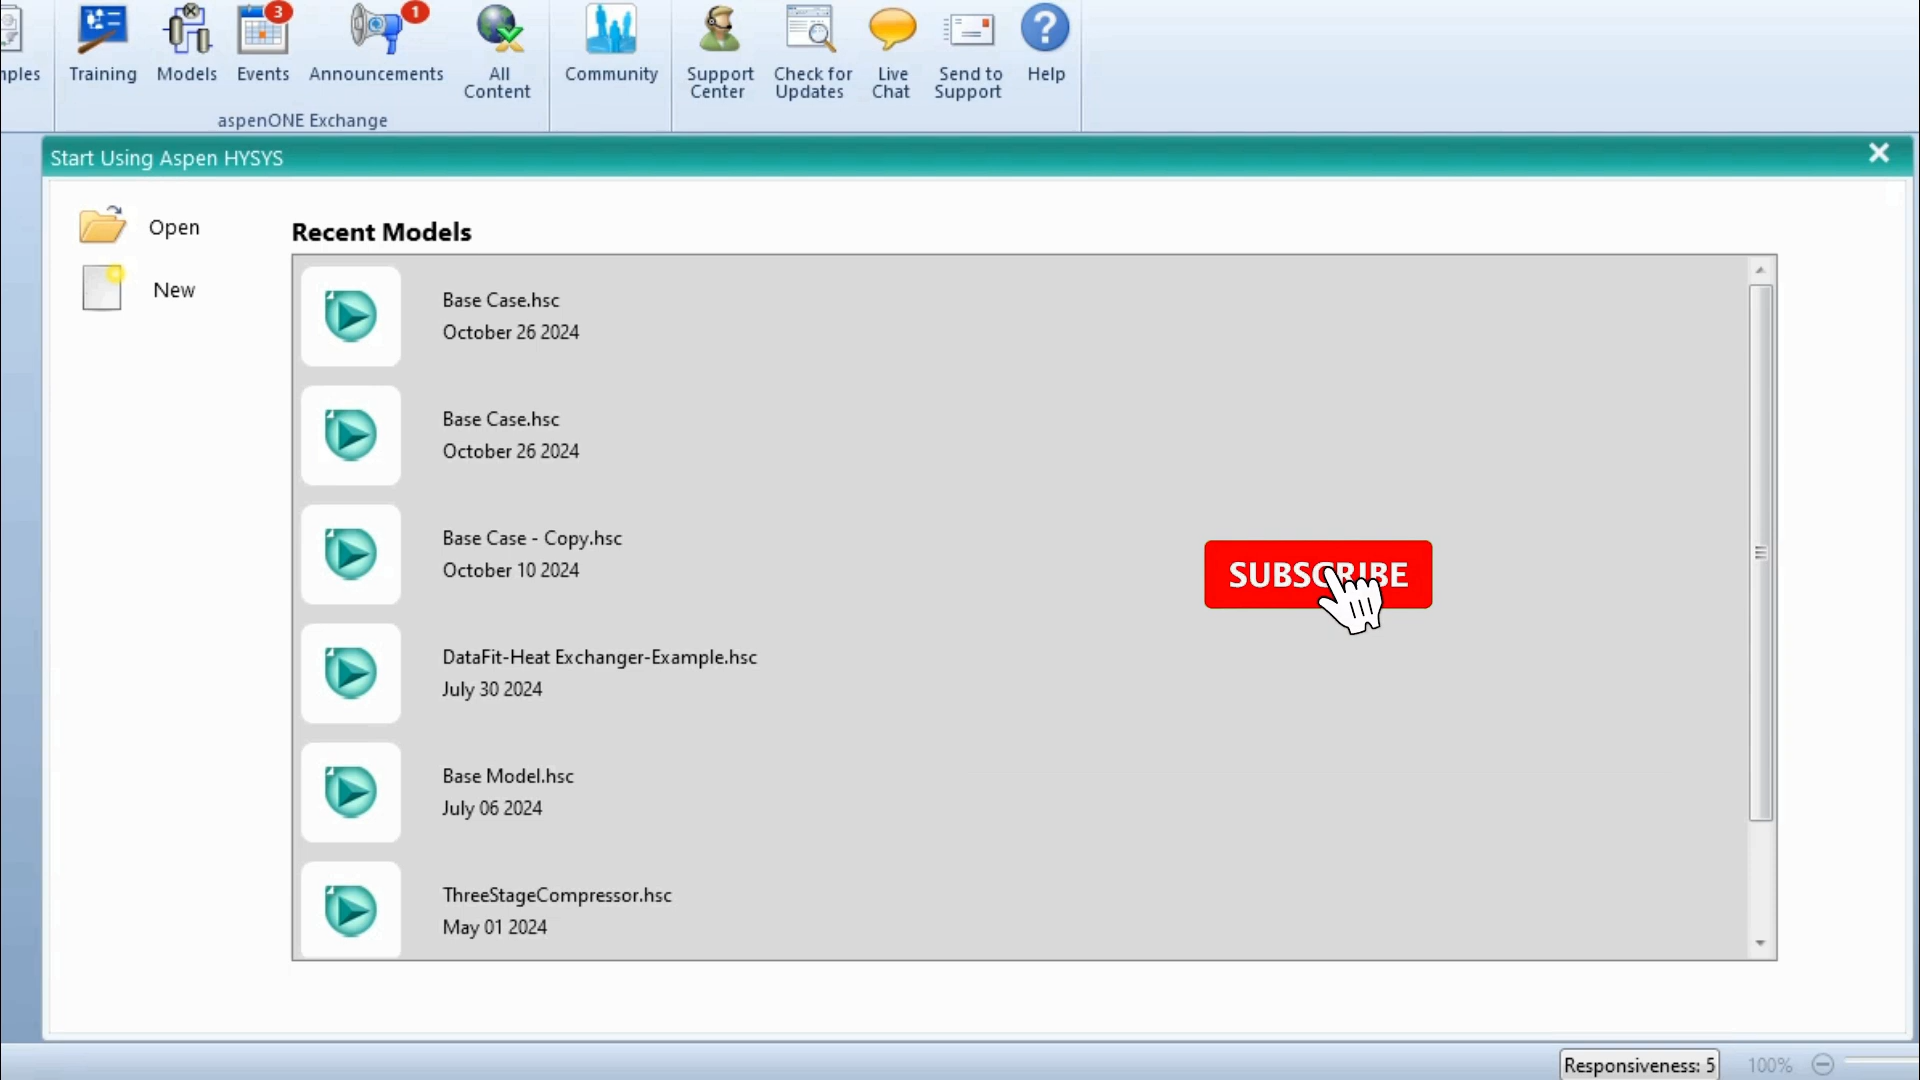 3
1
Training
Models
Events
Announcements
All
Content
Community
Support
Center
Check for
Updates
Live
Chat
Send to
Support
Help
aspenONE Exchange
Start Using Aspen HYSYS
Open
New
Recent Models
Base Case.hsc
October 26 2024
Base Case.hsc
October 26 2024
Base Case - Copy.hsc
October 10 2024
SUBSCRIBE
DataFit-Heat Exchanger-Example.hsc
July 30 2024
Base Model.hsc
July 06 2024
ThreeStageCompressor.hsc
May 01 2024
Responsiveness: 5
100%